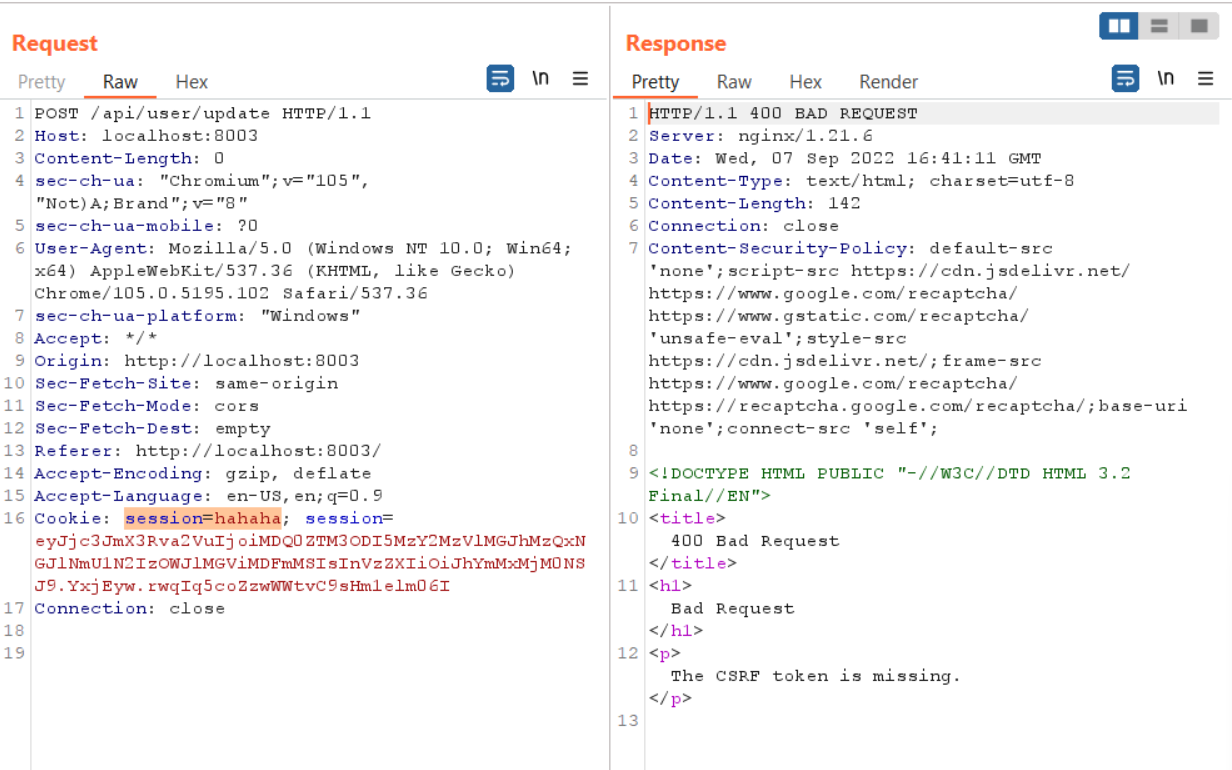 Request
Pretty Raw Hex
\n
1 POST /api/user/update HTTP/1.1
2 Host: localhost:8003
3 Content-Length: 0
4 sec-ch-ua: "Chromium";v="105",
"Not)A;Brand";v="8"
5 sec-ch-ua-mobile: ?0
6 User-Agent: Mozilla/5.0 (Windows NT 10.0; Win64;
x64) AppleWebKit/537.36 (KHTML, like Gecko)
Chrome/105.0.5195.102 Safari/537.36
7 sec-ch-ua-platform: "Windows"
8 Accept: */*
9 Origin: http://localhost:8003
10 Sec-Fetch-Site: same-origin
11 Sec-Fetch-Mode: cors
12 Sec-Fetch-Dest: empty
13 Referer: http://localhost:8003/
14 Accept-Encoding: gzip, deflate
15 Accept-Language: en-US,en;q=0.9
16 Cookie: session=hahaha; session=
eyJjc3JmX3Rva2VuIjoiMDQ0ZTM3ODI5MzY2MzVlMGJhMzQxN
GJlNmU1N2IzOWJlMGViMDFmMSIsInVzZXIiOiJhYmMxMjM0NS
J9.YxjEyw.rwqIq5coZzwWWtvC9sHm1elm06I
17 Connection: close
18
19
Response
Pretty Raw Hex Render
\n
1 HTTP/1.1 400 BAD REQUEST
2 Server: nginx/1.21.6
3 Date: Wed, 07 Sep 2022 16:41:11 GMT
4 Content-Type: text/html; charset=utf-8
5 Content-Length: 142
6 Connection: close
7 Content-Security-Policy: default-src
'none';script-src https://cdn.jsdelivr.net/
https://www.google.com/recaptcha/
https://www.gstatic.com/recaptcha/
'unsafe-eval';style-src
https://cdn.jsdelivr.net/;frame-src
https://www.google.com/recaptcha/
https://recaptcha.google.com/recaptcha/;base-uri
'none';connect-src 'self';
8
9 <!DOCTYPE HTML PUBLIC "-//W3C//DTD HTML 3.2
Final//EN">
10 <title>
400 Bad Request
</title>
11 <h1>
Bad Request
</h1>
12 <p>
The CSRF token is missing.
</p>
13